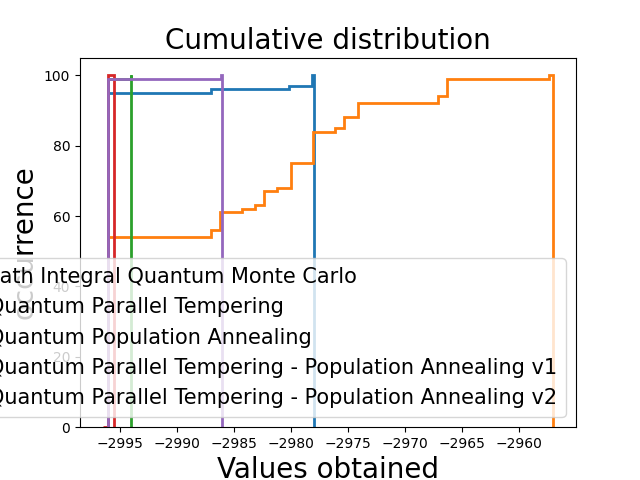 Cumulative distribution
100
80
60
40
20
0
occurrence
ath Integral Quantum Monte Carlo
Quantum Parallel Tempering
Quantum Population Annealing
Quantum Parallel Tempering - Population Annealing v1
Quantum Parallel Tempering - Population Annealing v2
−2995 −2990 −2985 −2980 −2975 −2970 −2965 −2960
Values obtained